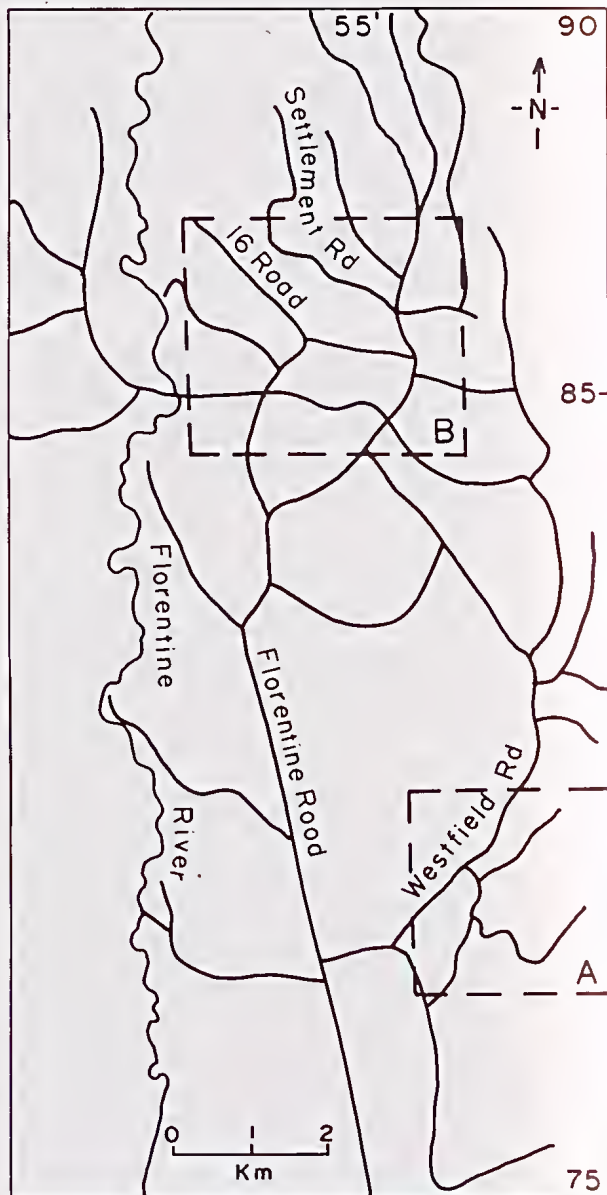 55'
90
-N-
Settlement Rd
16 Road
85
B
Florentine
River
Florentine Road
Westfield Rd
A
0 1 2
Km
75